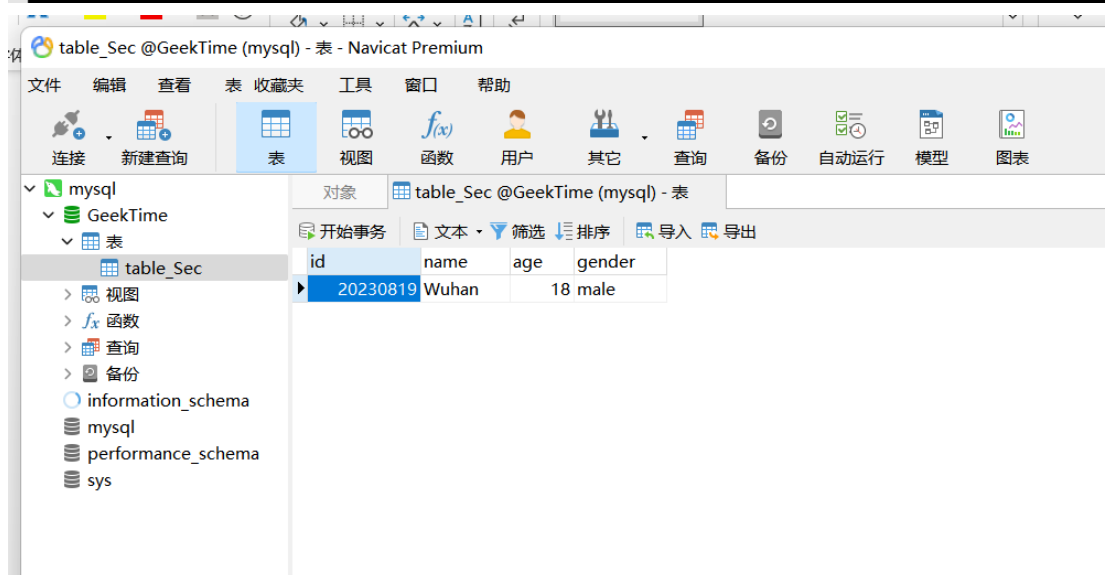 table_Sec @GeekTime (mysql) - 表 - Navicat Premium
文件 编辑 查看 表 收藏夹 工具 窗口 帮助
连接 新建查询 表 视图 函数 用户 其它 查询 备份 自动运行 模型 图表
mysql
GeekTime
表
table_Sec
视图
函数
查询
备份
information_schema
mysql
performance_schema
sys
对象 table_Sec @GeekTime (mysql) - 表
开始事务 文本 筛选 排序 导入 导出
id name age gender
20230819 Wuhan 18 male